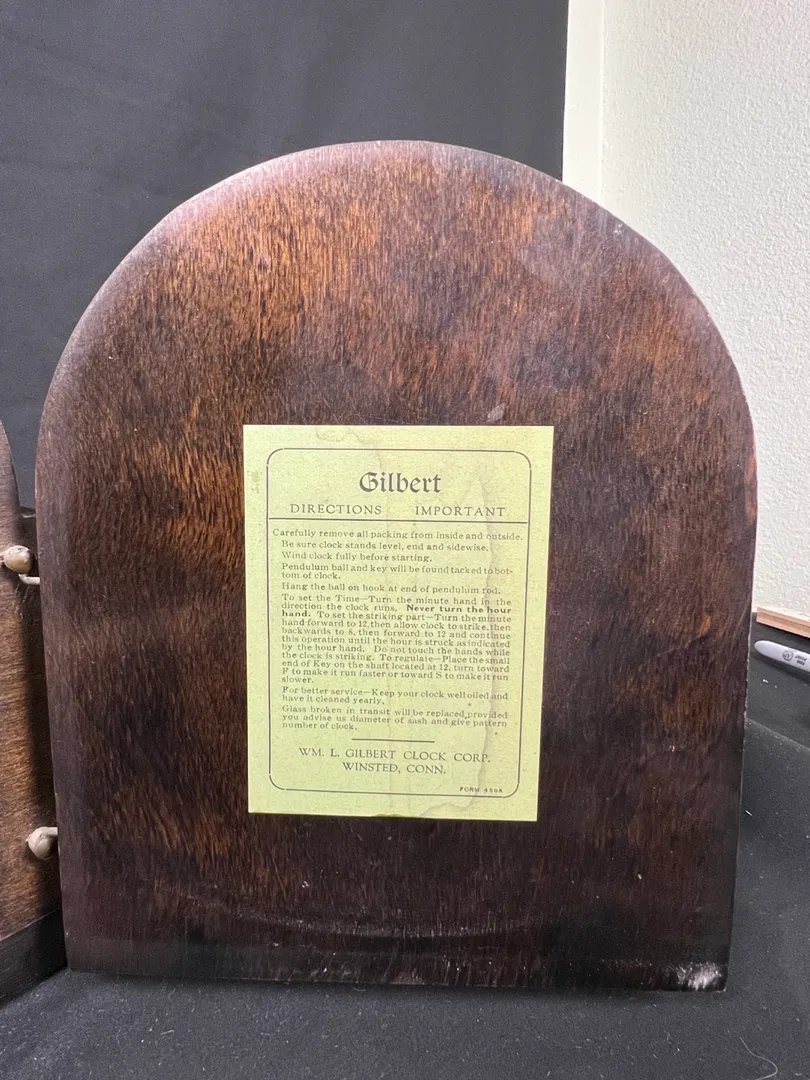 Gilbert
DIRECTIONS IMPORTANT
Carefully remove all packing from inside and outside.
Be sure clock stands level, end and sidewise.
Wind clock fully before starting.
Pendulum ball and key will be found tacked to bot-
tom of clock.
Hang the ball on hook at end of pendulum rod.
To set the Time—Turn the minute hand in the
direction the clock runs. Never turn the hour
hand. To set the striking part—Turn the minute
hand forward to 12, then allow clock to strike, then
backwards to 8, then forward to 12 and continue
this operation until the hour is struck as indicated
by the hour hand. Do not touch the hands while
the clock is striking. To regulate—Place the small
end of Key on the shaft located at 12, turn toward
F to make it run faster or toward S to make it run
slower.
For better service—Keep your clock well oiled and
have it cleaned yearly.
Glass broken in transit will be replaced, provided
you advise us diameter of sash and give pattern
number of clock.
WM. L. GILBERT CLOCK CORP.
WINSTED, CONN.
FORM